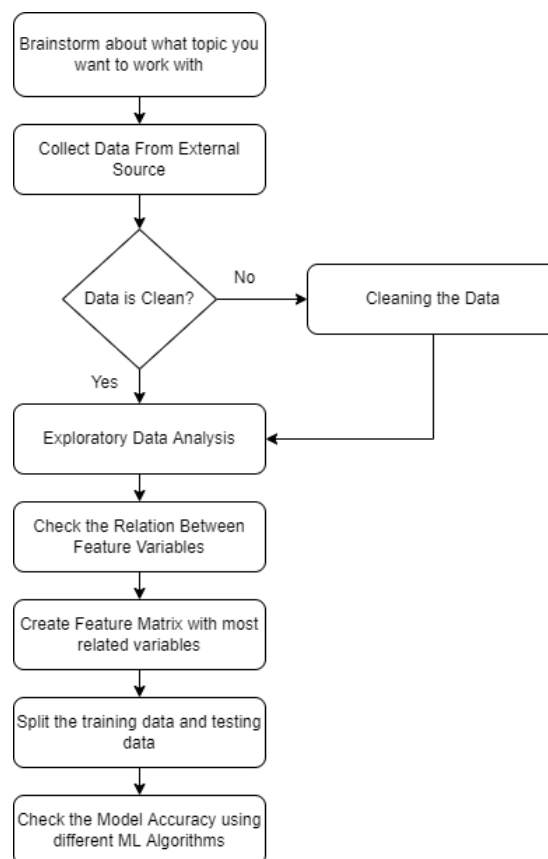 Brainstorm about what topic you
want to work with
Collect Data From External
Source
Data is Clean?
No
Cleaning the Data
Yes
Exploratory Data Analysis
Check the Relation Between
Feature Variables
Create Feature Matrix with most
related variables
Split the training data and testing
data
Check the Model Accuracy using
different ML Algorithms